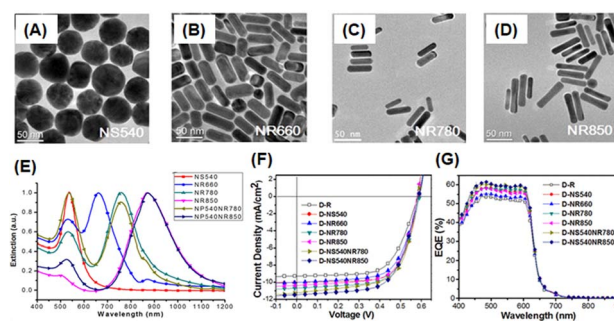 (A)
50 nm
NS540
(B)
50 nm
NR660
(C)
50 nm
NR780
(D)
50 nm
NR850
(E)
Extinction (a.u.)
1.0
0.8
0.6
0.4
0.2
0.0
NS540
NR660
NR780
NR850
NP540NR780
NP540NR850
400 500 600 700 800 900 1000 1100 1200
Wavelength (nm)
(F)
Current Density (mA/cm2)
2
0
-2
-4
-6
-8
-10
-12
D-R
D-NS540
D-NR660
D-NR780
D-NR850
D-NS540NR780
D-NS540NR850
-0.1 0.0 0.1 0.2 0.3 0.4 0.5 0.6
Voltage (V)
(G)
EQE (%)
80
70
60
50
40
30
20
10
0
D-R
D-NS540
D-NR660
D-NR780
D-NR850
D-NS540NR780
D-NS540NR850
400 500 600 700 800
Wavelength (nm)